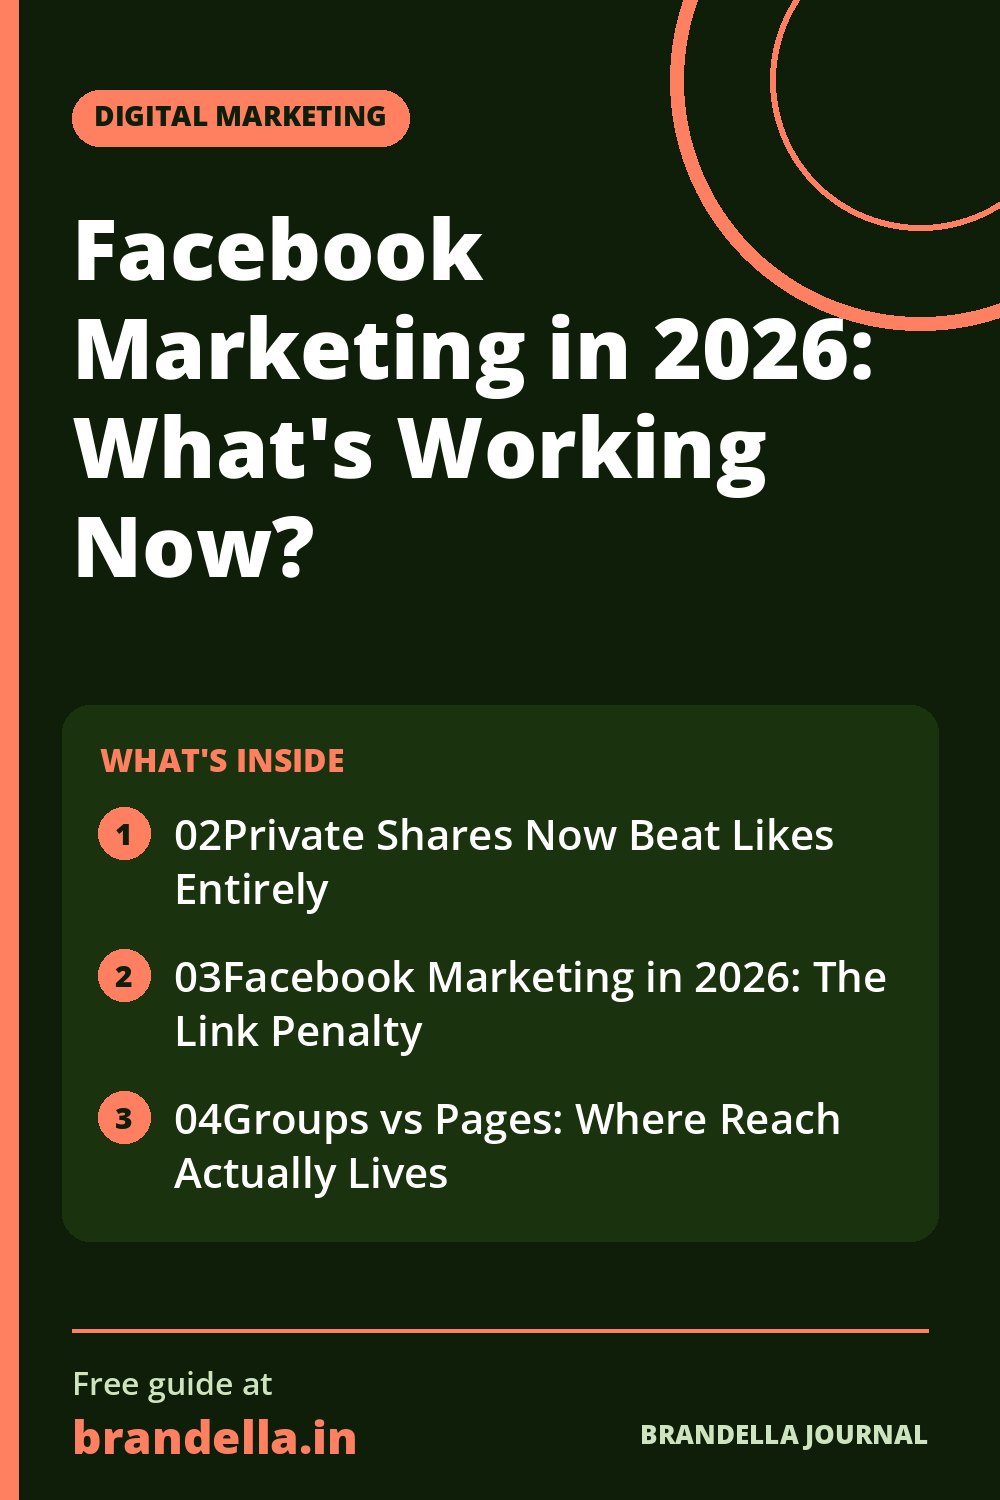 DIGITAL MARKETING
Facebook
Marketing in 2026:
What's Working
Now?
WHAT'S INSIDE
1 02Private Shares Now Beat Likes
Entirely
2 03Facebook Marketing in 2026: The
Link Penalty
3 04Groups vs Pages: Where Reach
Actually Lives
Free guide at
brandella.in
BRANDELLA JOURNAL